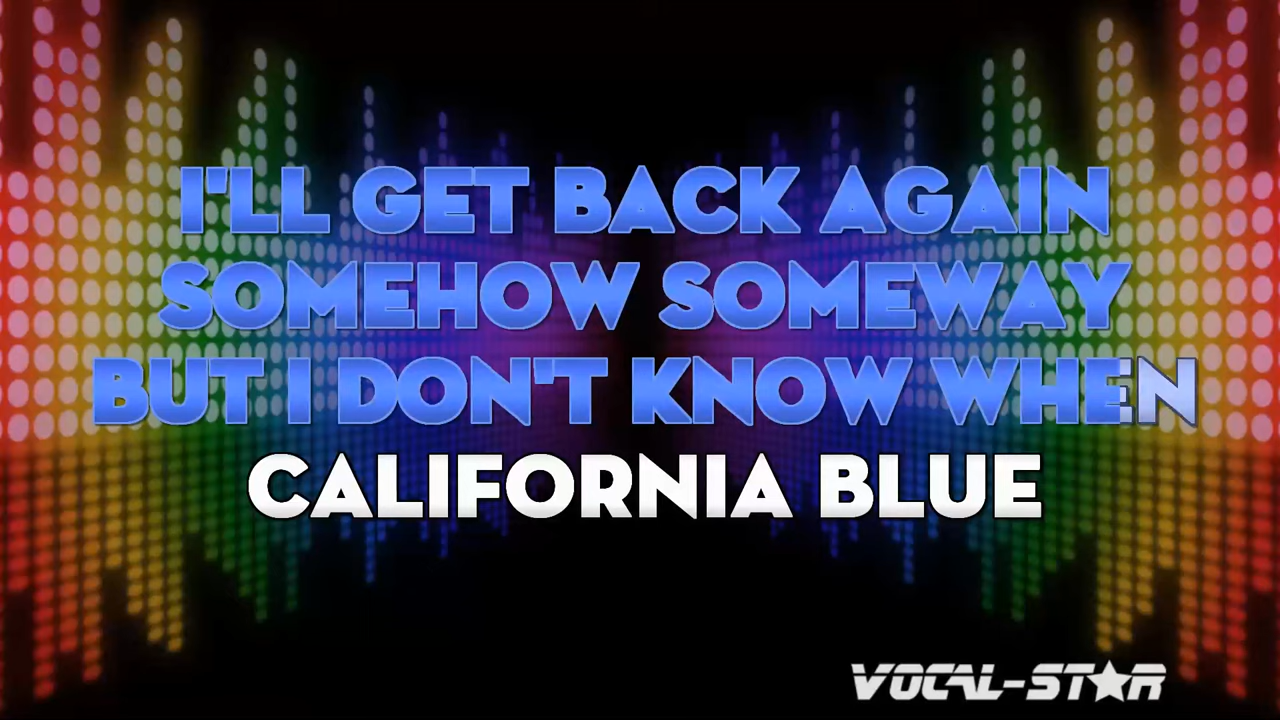 I'LL GET BACK AGAIN
SOMEHOW SOMEWAY
BUT I DON'T KNOW WHEN
CALIFORNIA BLUE
VOCAL-STAR